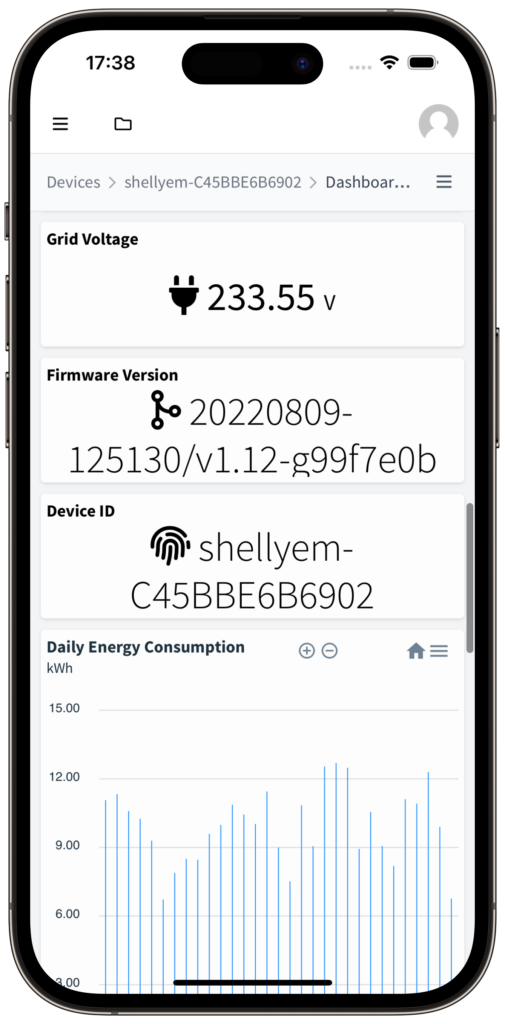 17:38
Devices > shellyem-C45BBE6B6902 > Dashboar...
Grid Voltage
233.55 V
Firmware Version
20220809-
125130/v1.12-g99f7e0b
Device ID
shellyem-
C45BBE6B6902
Daily Energy Consumption
kWh
15.00
12.00
9.00
6.00
3.00